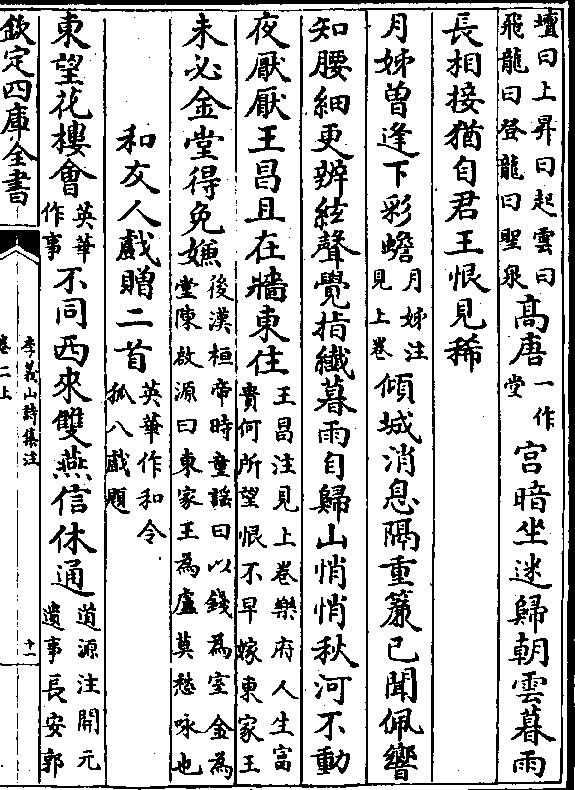 壇曰上昇曰起雲曰
飛龍曰登龍曰聖泉
高唐
一作
堂
宮暗坐迷歸朝雲暮雨
長相接猶自君王恨見稀
月姊曾逢下彩蟾
月姊注
見上卷
傾城消息隔重簾已聞佩響
知腰細更辨絃聲覺指纖暮雨自歸山悄悄秋河不動
夜厭厭王昌且在牆東住
王昌注見上卷樂府人生富
貴何所望恨不早嫁東家王
未必金堂得免嫌
後漢桓帝時童謡曰以錢為室金為
堂陳啟源曰東家王為盧莫愁咏也
和友人戲贈二首
英華作和令
狐八戲題
東望花樓會
英華
作事
不同西來雙燕信休通
道源注開元
遺事長安郭
欽定四庫全書
李義山詩集注
卷二上
十一